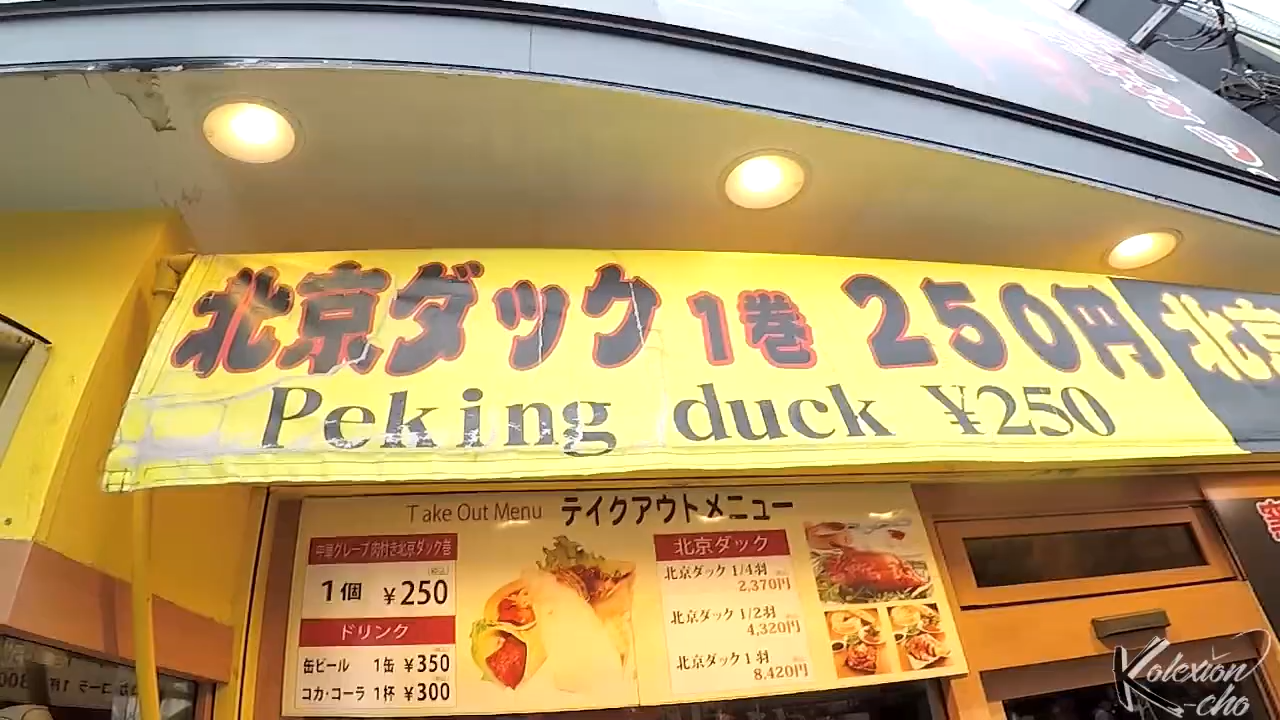 北京ダック 1巻 250円
Peking duck ¥250
北京
Take Out Menu テイクアウトメニュー
中華クレープ 肉付き北京ダック巻
1個 ¥250
ドリンク
缶ビール 1缶 ¥350
コカ・コーラ 1杯 ¥300
北京ダック
北京ダック 1/4羽
2,370円
北京ダック 1/2羽
4,320円
北京ダック 1羽
8,420円
Kolexion
-cho